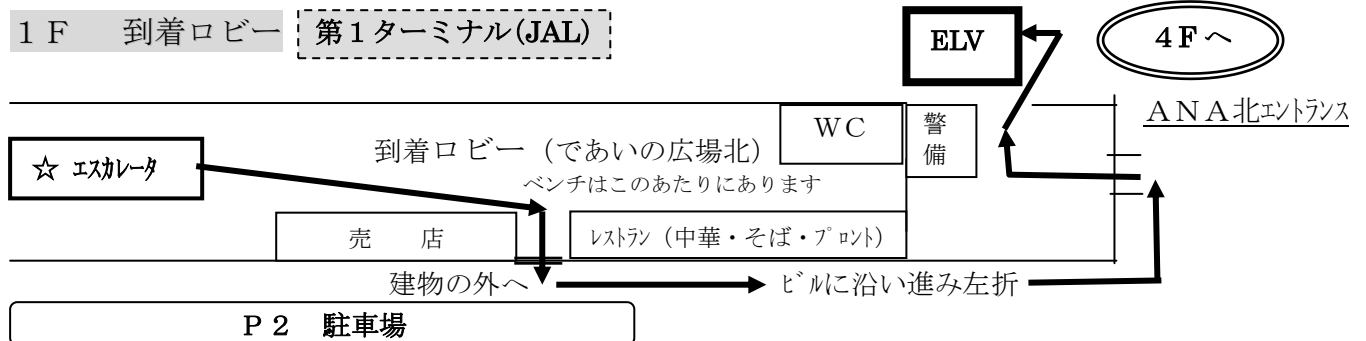 1F 到着ロビー 第1ターミナル(JAL)
ELV
4Fへ
ANA北エントランス
WC
警備
☆ エスカレータ
到着ロビー(であいの広場北)
ベンチはこのあたりにあります
売 店
レストラン(中華・そば・プロント)
建物の外へ
ビルに沿い進み左折
P2 駐車場